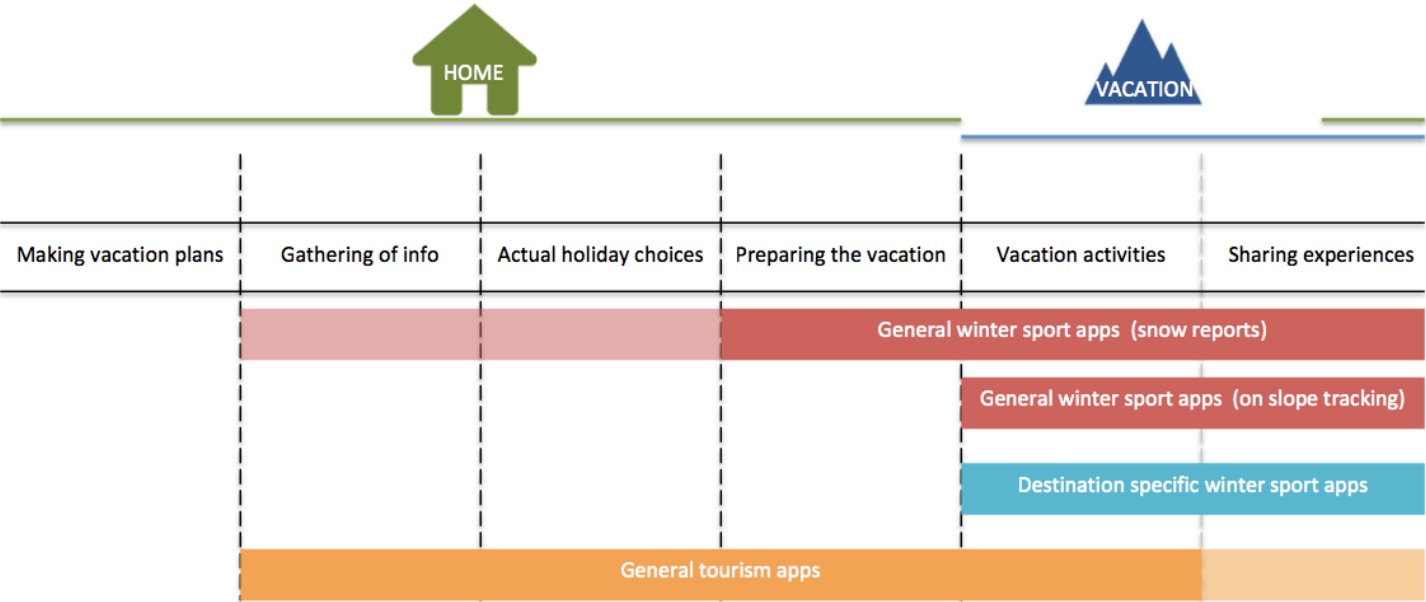 HOME
VACATION
Making vacation plans
Gathering of info
Actual holiday choices
Preparing the vacation
Vacation activities
Sharing experiences
General winter sport apps (snow reports)
General winter sport apps (on slope tracking)
Destination specific winter sport apps
General tourism apps